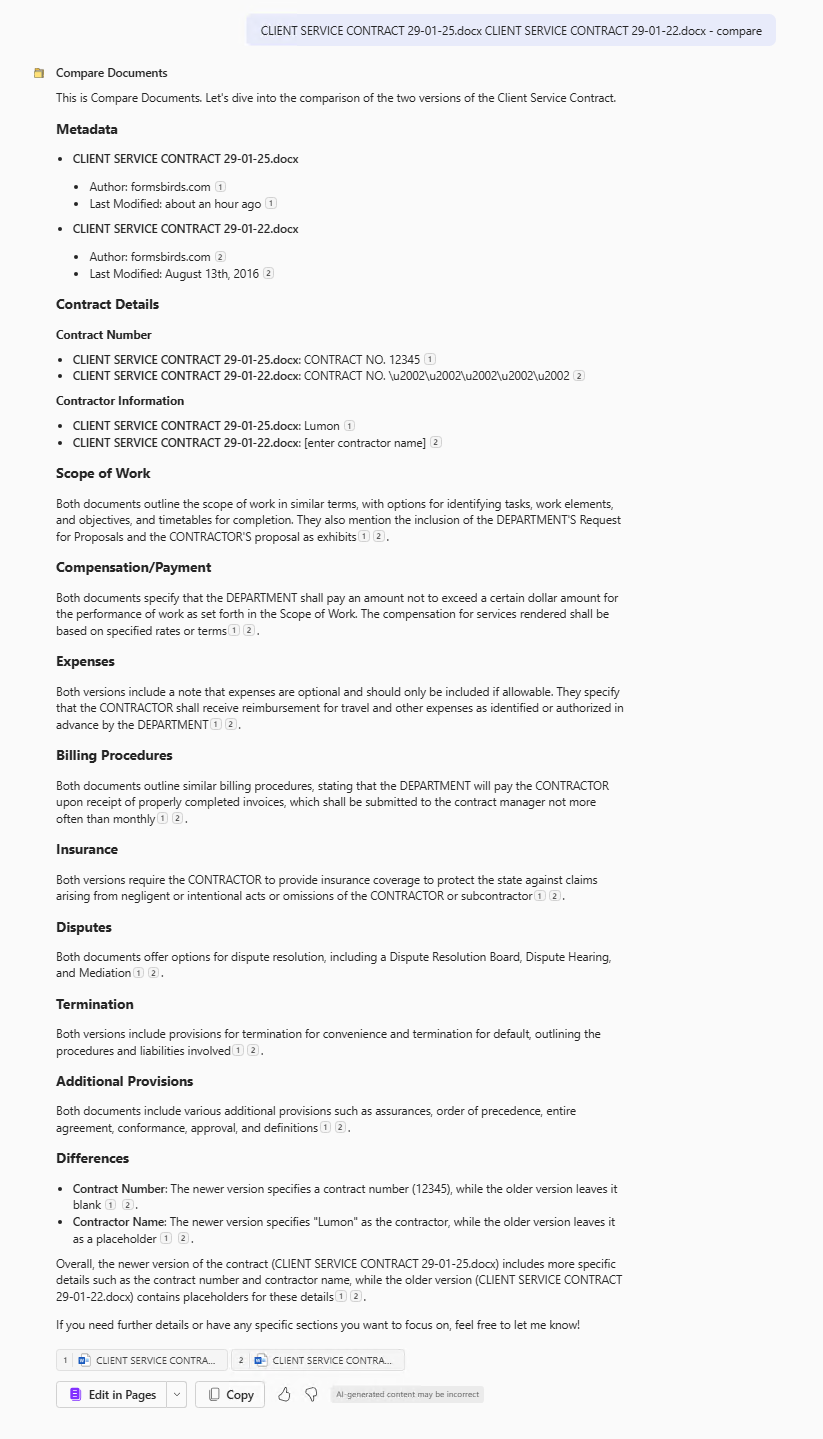 CLIENT SERVICE CONTRACT 29-01-25.docx CLIENT SERVICE CONTRACT 29-01-22.docx - compare
Compare Documents
This is Compare Documents. Let's dive into the comparison of the two versions of the Client Service Contract.
Metadata
• CLIENT SERVICE CONTRACT 29-01-25.docx
• Author: formsbirds.com 1
• Last Modified: about an hour ago 1
• CLIENT SERVICE CONTRACT 29-01-22.docx
• Author: formsbirds.com 2
• Last Modified: August 13th, 2016 2
Contract Details
Contract Number
• CLIENT SERVICE CONTRACT 29-01-25.docx: CONTRACT NO. 12345 1
• CLIENT SERVICE CONTRACT 29-01-22.docx: CONTRACT NO. \u2002\u2002\u2002\u2002\u2002 2
Contractor Information
• CLIENT SERVICE CONTRACT 29-01-25.docx: Lumon 1
• CLIENT SERVICE CONTRACT 29-01-22.docx: [enter contractor name] 2
Scope of Work
Both documents outline the scope of work in similar terms, with options for identifying tasks, work elements,
and objectives, and timetables for completion. They also mention the inclusion of the DEPARTMENT'S Request
for Proposals and the CONTRACTOR'S proposal as exhibits 1 2 .
Compensation/Payment
Both documents specify that the DEPARTMENT shall pay an amount not to exceed a certain dollar amount for
the performance of work as set forth in the Scope of Work. The compensation for services rendered shall be
based on specified rates or terms 1 2 .
Expenses
Both versions include a note that expenses are optional and should only be included if allowable. They specify
that the CONTRACTOR shall receive reimbursement for travel and other expenses as identified or authorized in
advance by the DEPARTMENT 1 2 .
Billing Procedures
Both documents outline similar billing procedures, stating that the DEPARTMENT will pay the CONTRACTOR
upon receipt of properly completed invoices, which shall be submitted to the contract manager not more
often than monthly 1 2 .
Insurance
Both versions require the CONTRACTOR to provide insurance coverage to protect the state against claims
arising from negligent or intentional acts or omissions of the CONTRACTOR or subcontractor 1 2 .
Disputes
Both documents offer options for dispute resolution, including a Dispute Resolution Board, Dispute Hearing,
and Mediation 1 2 .
Termination
Both versions include provisions for termination for convenience and termination for default, outlining the
procedures and liabilities involved 1 2 .
Additional Provisions
Both documents include various additional provisions such as assurances, order of precedence, entire
agreement, conformance, approval, and definitions 1 2 .
Differences
• Contract Number: The newer version specifies a contract number (12345), while the older version leaves it
blank 1 2 .
• Contractor Name: The newer version specifies "Lumon" as the contractor, while the older version leaves it
as a placeholder 1 2 .
Overall, the newer version of the contract (CLIENT SERVICE CONTRACT 29-01-25.docx) includes more specific
details such as the contract number and contractor name, while the older version (CLIENT SERVICE CONTRACT
29-01-22.docx) contains placeholders for these details 1 2 .
If you need further details or have any specific sections you want to focus on, feel free to let me know!
1 CLIENT SERVICE CONTRA... 2 CLIENT SERVICE CONTRA...
Edit in Pages Copy AI-generated content may be incorrect